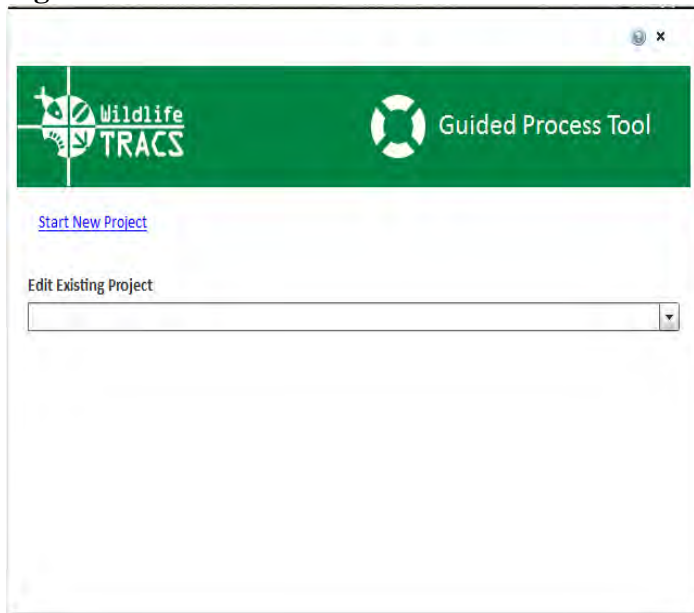 Wildlife
TRACS
Guided Process Tool
Start New Project
Edit Existing Project